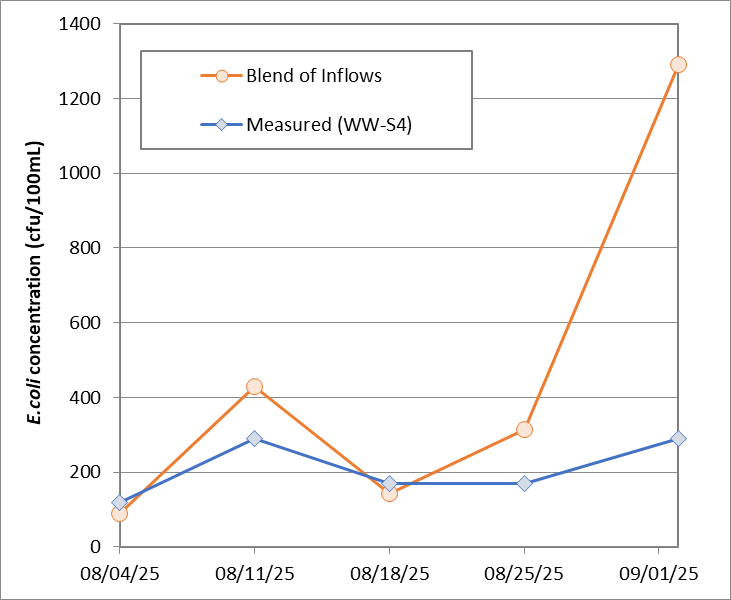 1400
1200
1000
800
600
400
200
0
E.coli concentration (cfu/100mL)
Blend of Inflows
Measured (WW-S4)
08/04/25 08/11/25 08/18/25 08/25/25 09/01/25